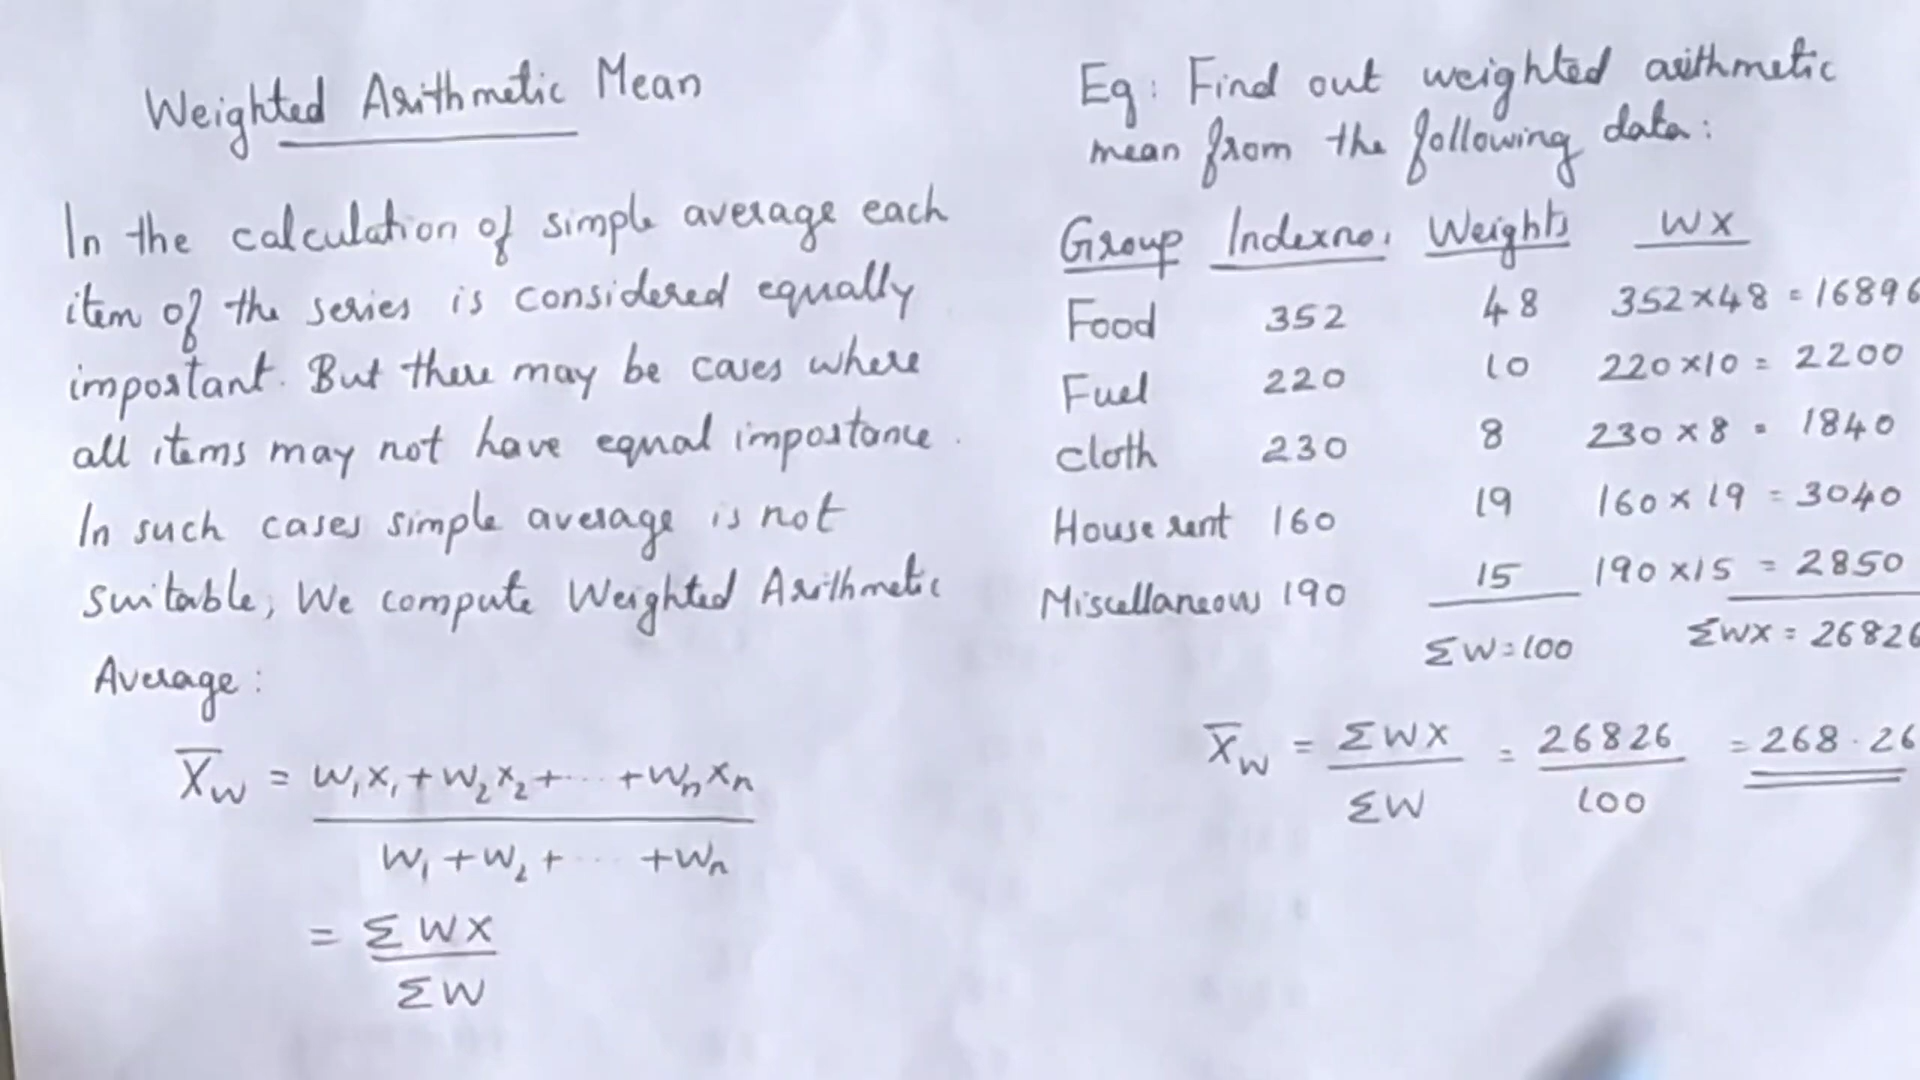 Weighted Arithmetic Mean
In the calculation of simple average each
item of the series is considered equally
important. But there may be cases where
all items may not have equal importance.
In such cases simple average is not
suitable, We compute Weighted Arithmetic
Average:
X̅w = W₁X₁+W₂X₂+ ··· +WₙXₙ
W₁+W₂+ ··· +Wₙ
= ΣWX
ΣW
Eg: Find out weighted arithmetic
mean from the following data:
Group Index no. Weights WX
Food 352 48 352×48 = 16896
Fuel 220 10 220×10 = 2200
cloth 230 8 230×8 = 1840
House rent 160 19 160×19 = 3040
Miscellaneous 190 15 190×15 = 2850
ΣW=100 ΣWX = 26826
X̅w = ΣWX = 26826 = 268.26
ΣW 100